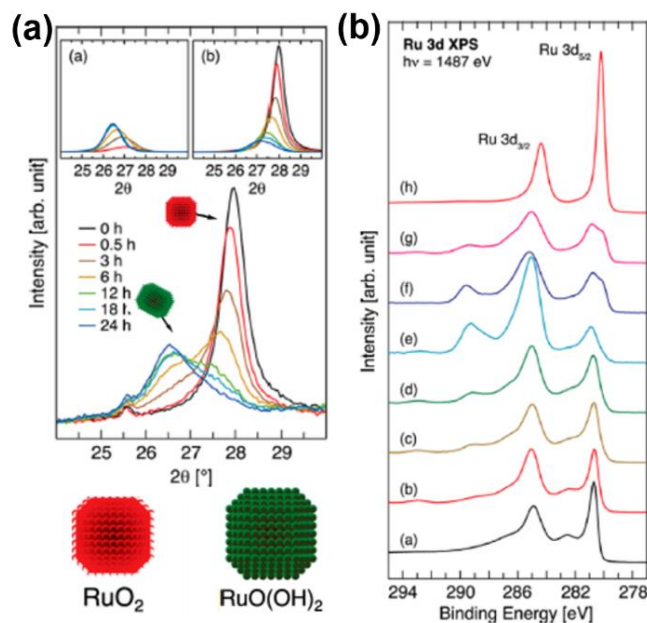 (a)
(a)
(b)
25 26 27 28 29
2θ
25 26 27 28 29
2θ
Intensity [arb. unit]
0 h
0.5 h
3 h
6 h
12 h
18 h
24 h
25 26 27 28 29
2θ [°]
RuO₂
RuO(OH)₂
(b)
Ru 3d XPS
hν = 1487 eV
Ru 3d₅/₂
Ru 3d₃/₂
(h)
(g)
(f)
(e)
(d)
(c)
(b)
(a)
Intensity [arb. unit]
294 290 286 282 278
Binding Energy [eV]